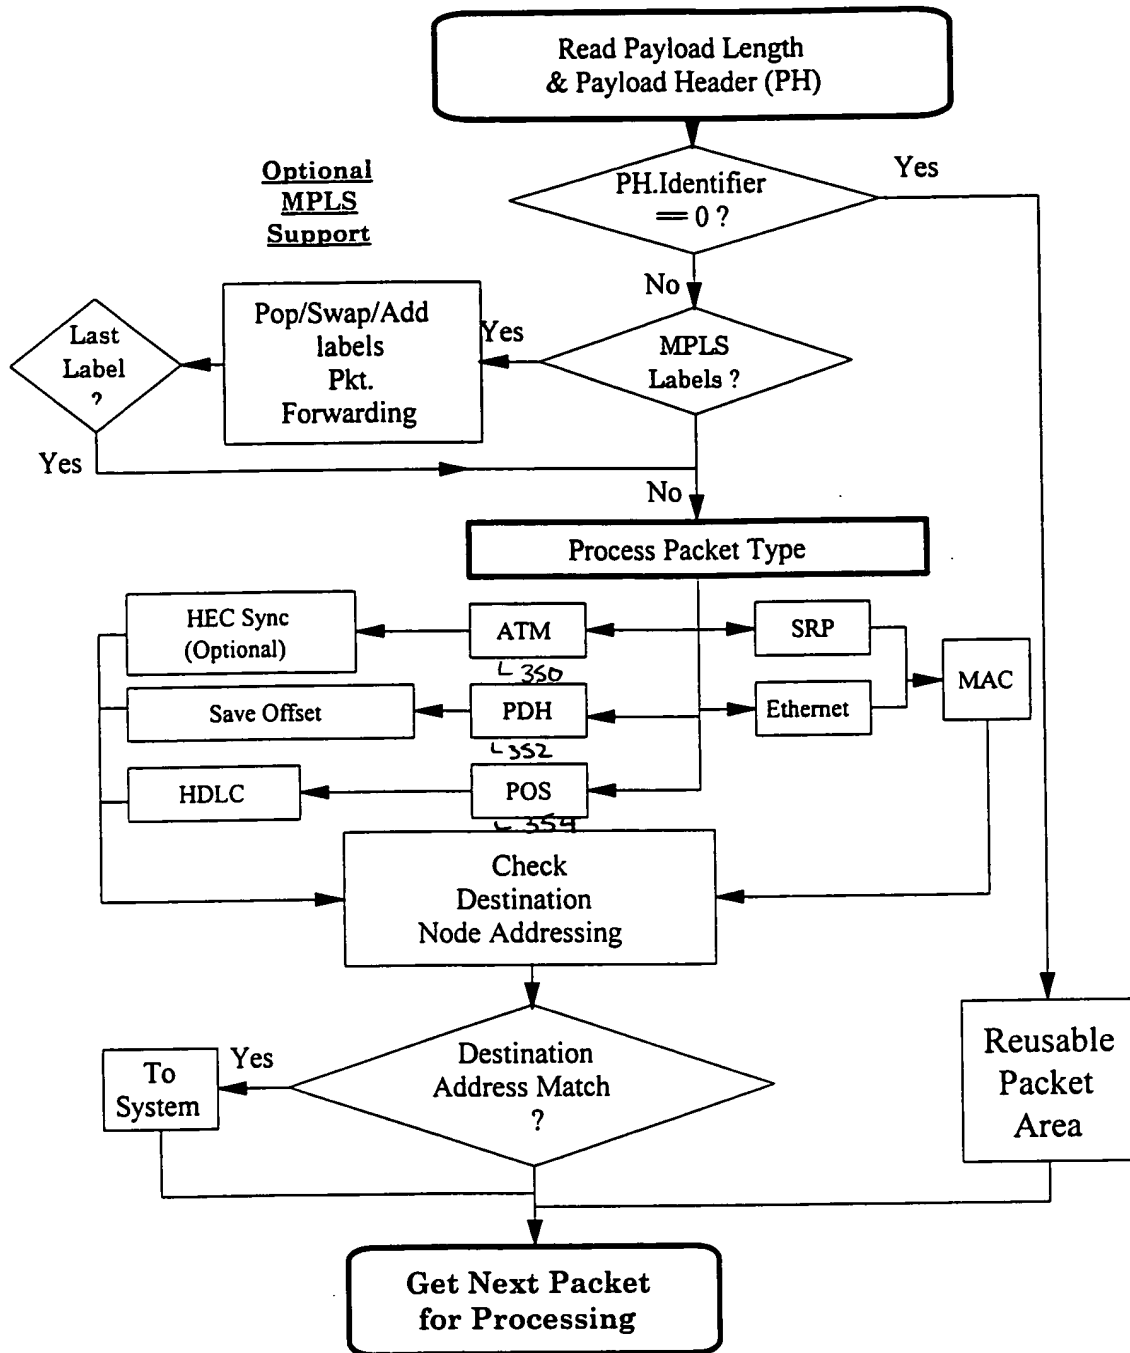 Read Payload Length
& Payload Header (PH)
Optional
MPLS
Support
PH.Identifier
== 0 ?
Yes
No
Last
Label
?
Pop/Swap/Add
labels
Pkt.
Forwarding
Yes
MPLS
Labels ?
Yes
No
Process Packet Type
HEC Sync
(Optional)
ATM
350
SRP
MAC
Save Offset
PDH
352
Ethernet
HDLC
POS
354
Check
Destination
Node Addressing
To
System
Yes
Destination
Address Match
?
Reusable
Packet
Area
Get Next Packet
for Processing